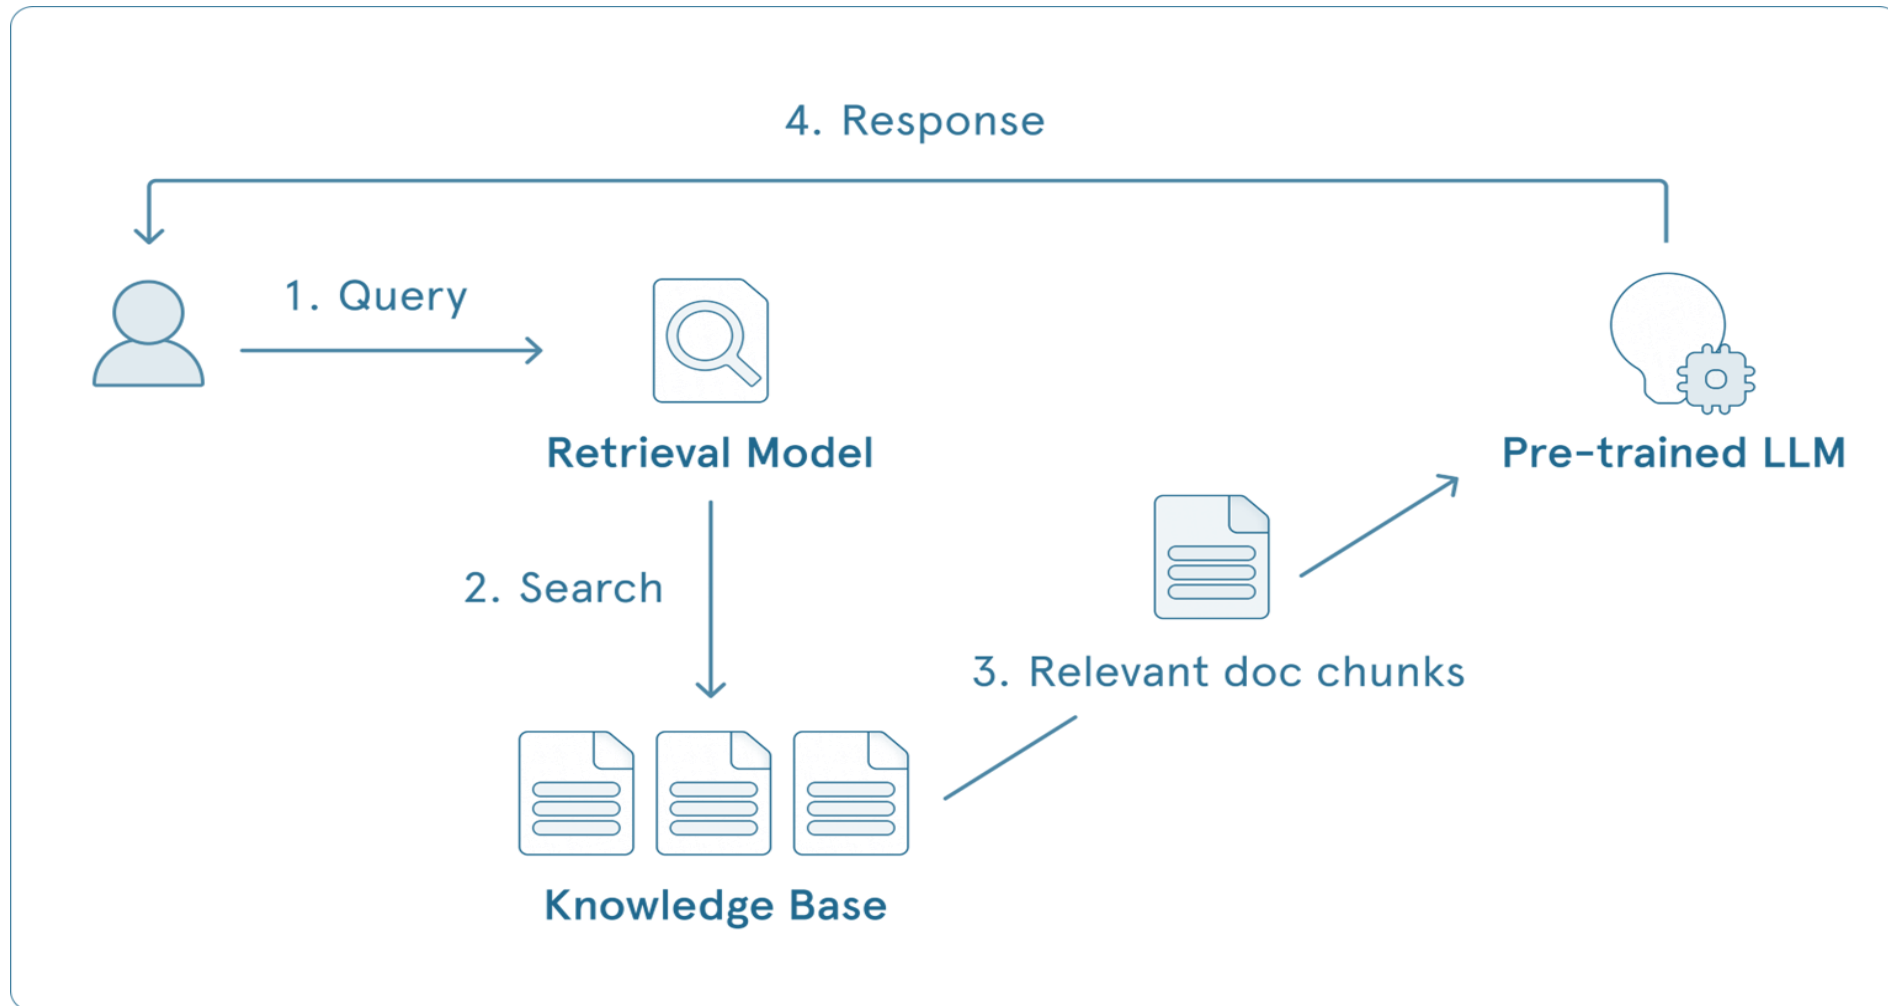 4. Response
1. Query
Retrieval Model
Pre-trained LLM
2. Search
3. Relevant doc chunks
Knowledge Base